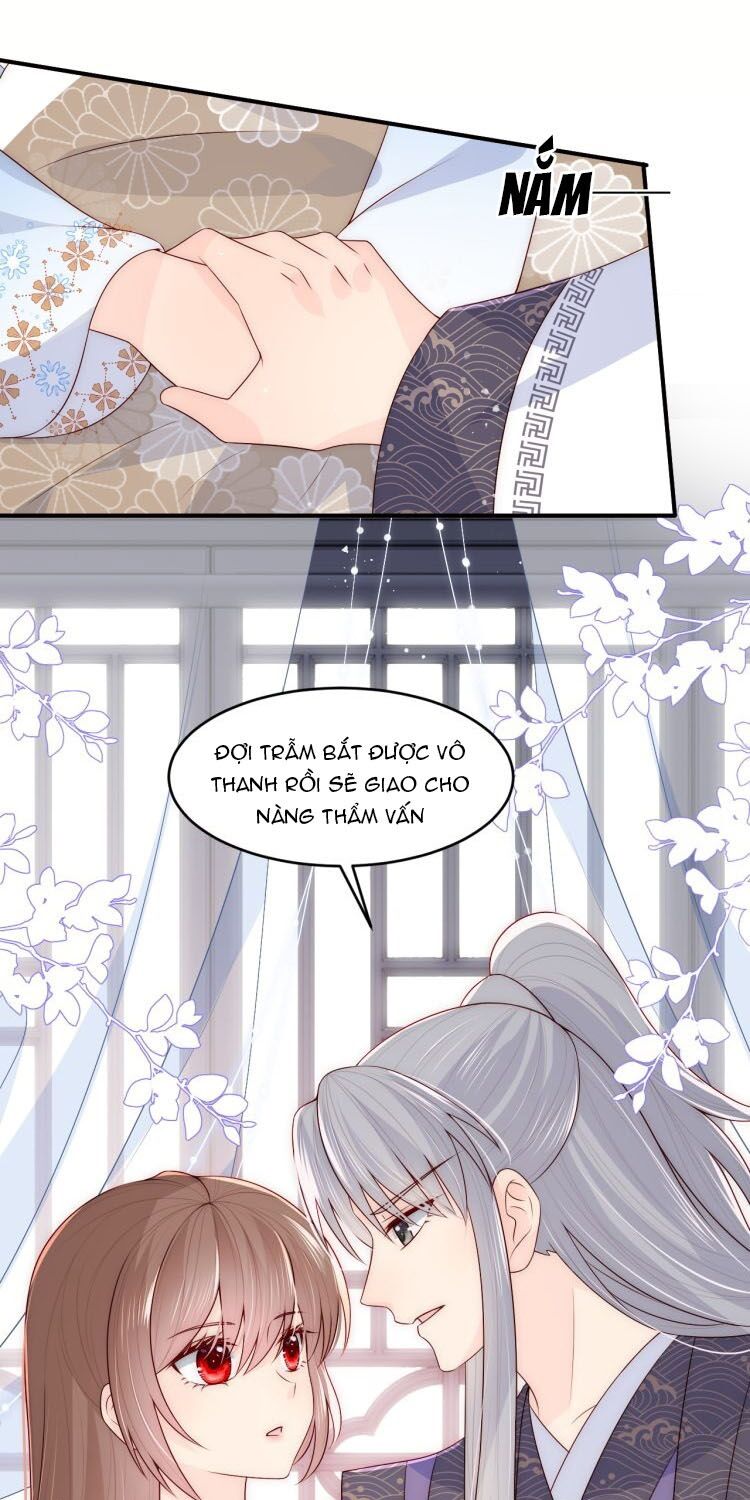 NẮM
ĐỢI TRẪM BẮT ĐƯỢC VÔ
THANH RỒI SẼ GIAO CHO
NÀNG THẨM VẤN